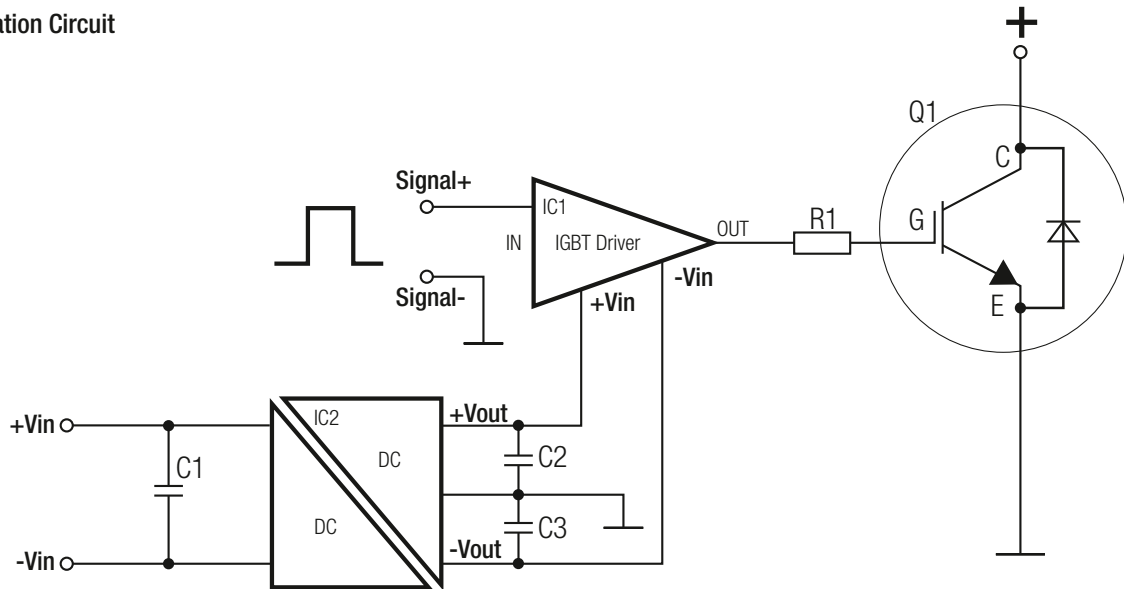 ation Circuit
+
Q1
C
G
E
Signal+
IC1
IN
IGBT Driver
OUT
R1
-Vin
Signal-
+Vin
+Vin
C1
-Vin
IC2
DC
DC
+Vout
C2
C3
-Vout